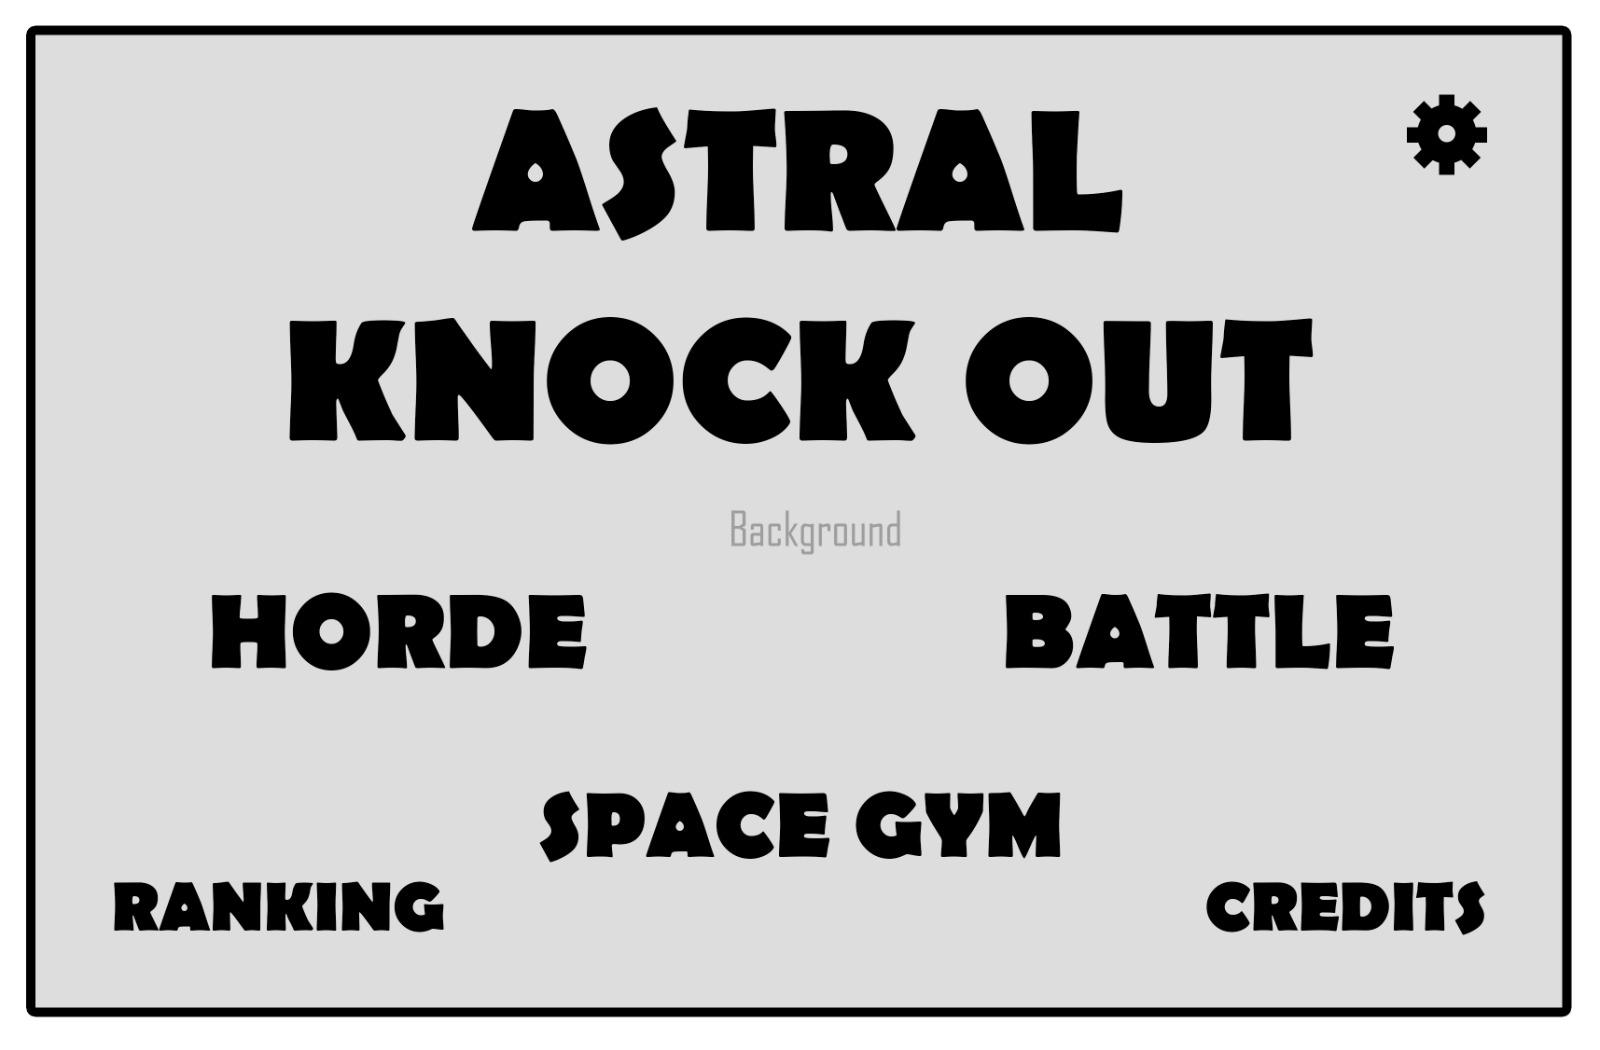 ASTRAL
KNOCK OUT
Background
HORDE
BATTLE
SPACE GYM
RANKING
CREDITS